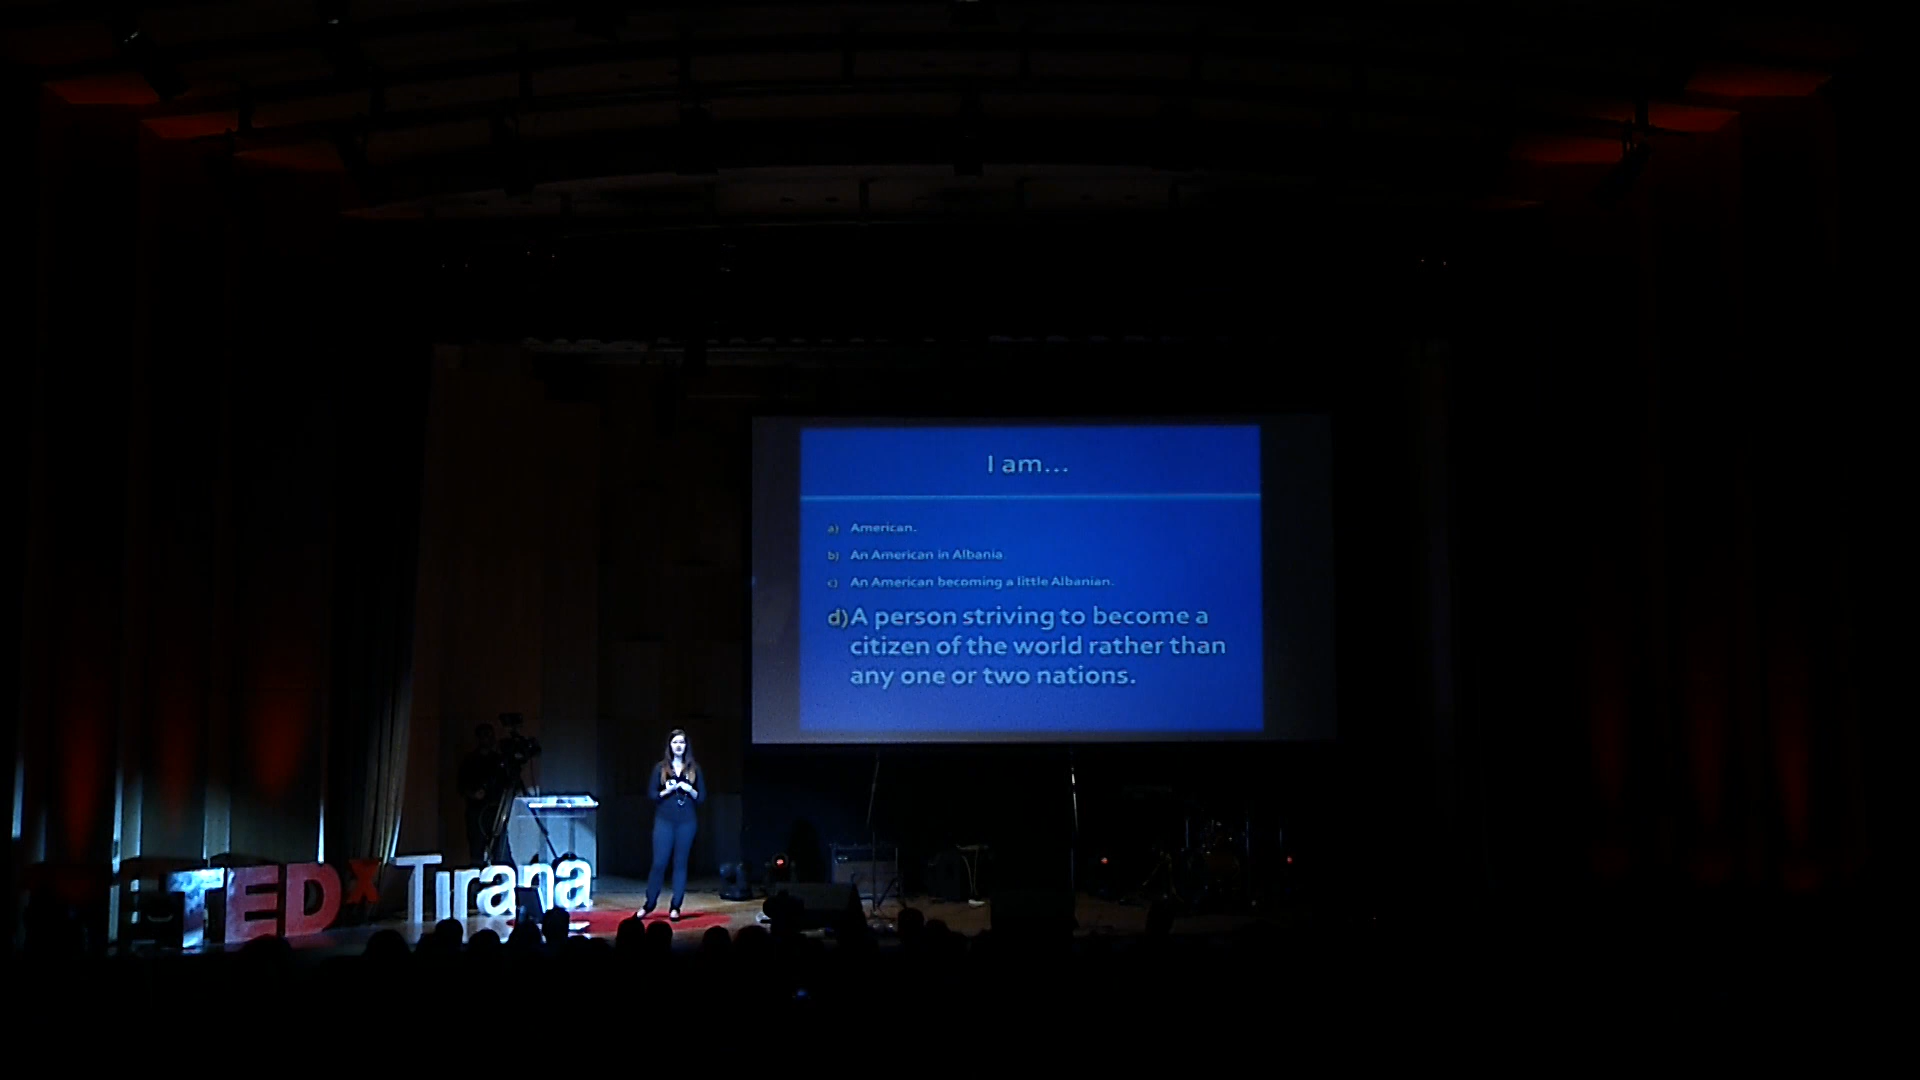 I am...
a) American.
b) An American in Albania
c) An American becoming a little Albanian.
d) A person striving to become a
citizen of the world rather than
any one or two nations.
TEDx Tirana